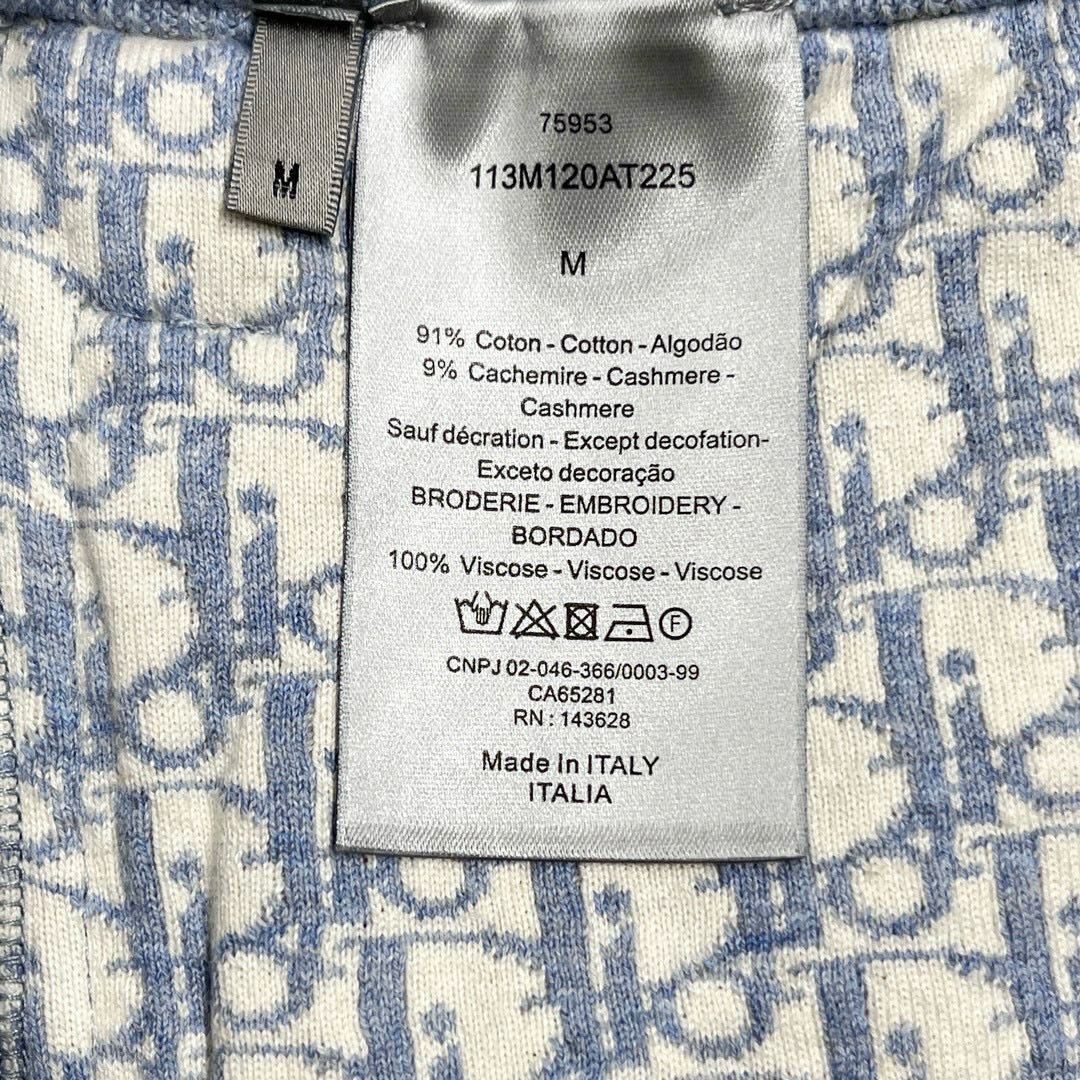 M
75953
113M120AT225
M
91% Coton - Cotton - Algodão
9% Cachemire - Cashmere -
Cashmere
Sauf décration - Except decofation-
Exceto decoração
BRODERIE - EMBROIDERY -
BORDADO
100% Viscose - Viscose - Viscose
F
CNPJ 02-046-366/0003-99
CA65281
RN : 143628
Made In ITALY
ITALIA